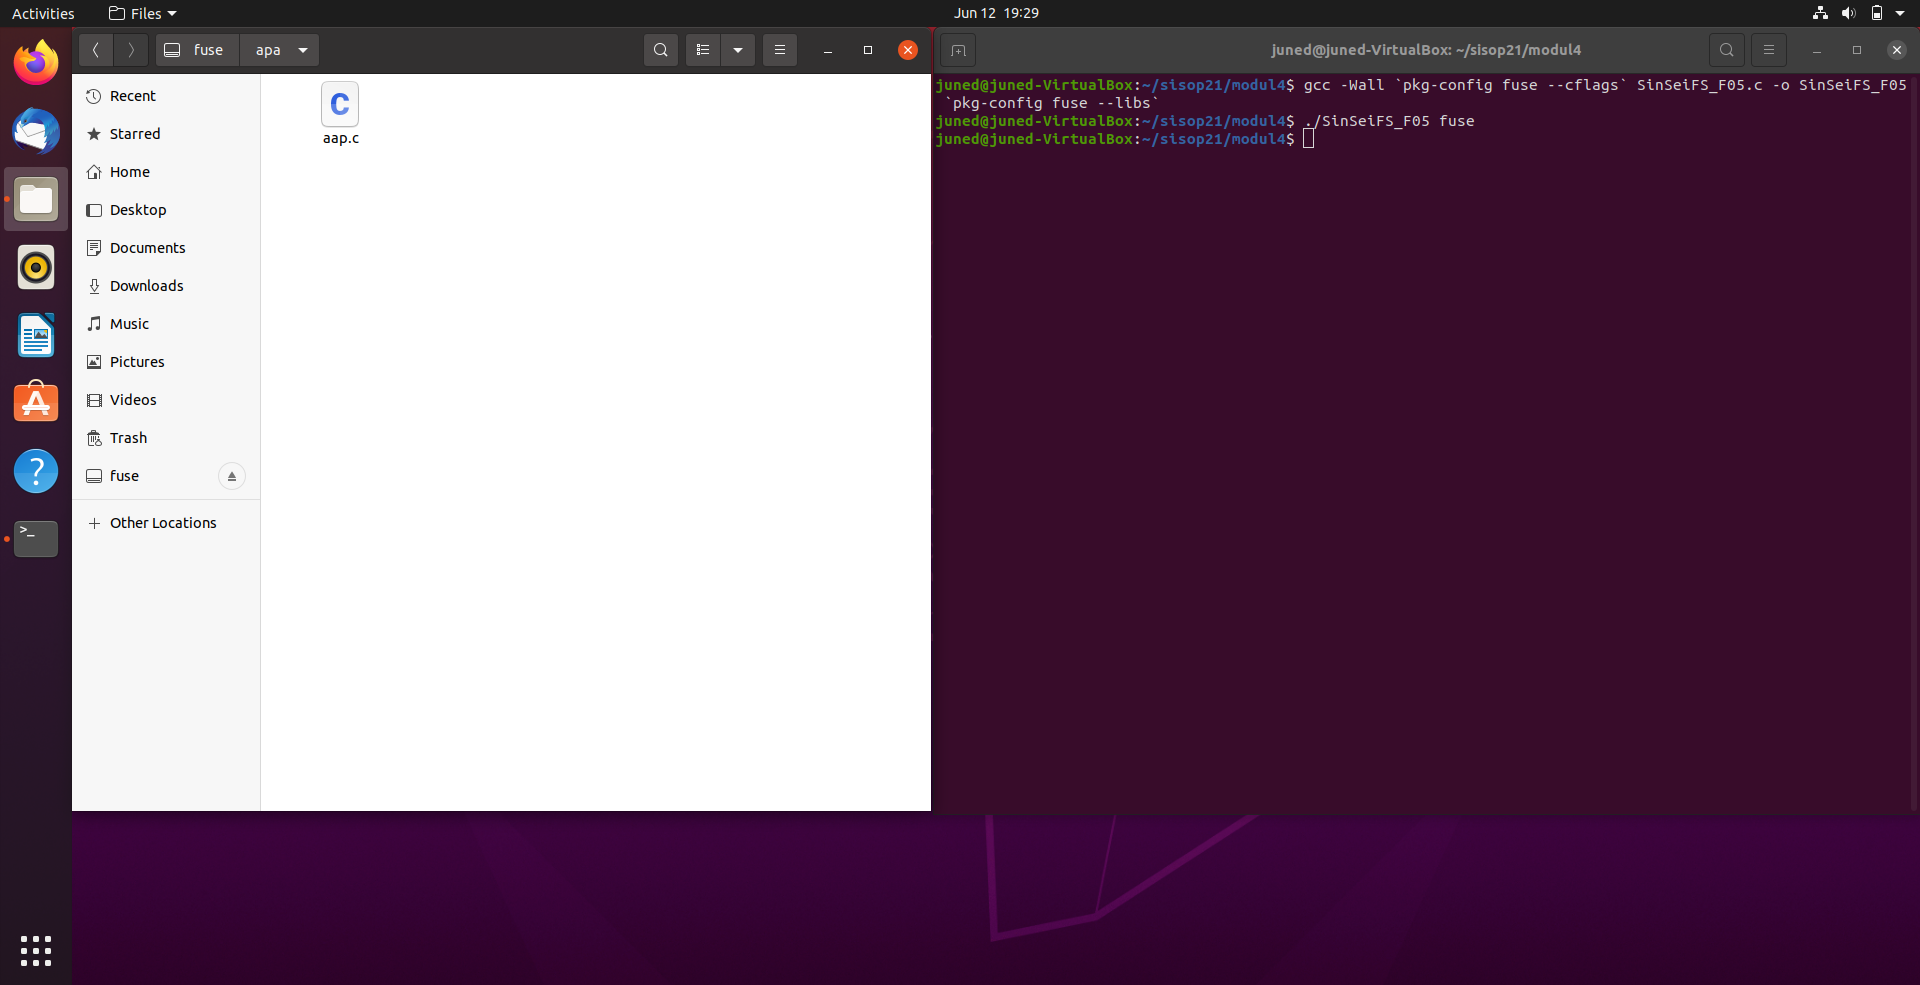 Activities
Files
Jun 12 19:29
fuse
apa
Recent
Starred
Home
Desktop
Documents
Downloads
Music
Pictures
Videos
Trash
fuse
Other Locations
C
aap.c
juned@juned-VirtualBox: ~/sisop21/modul4
juned@juned-VirtualBox:~/sisop21/modul4$ gcc -Wall `pkg-config fuse --cflags` SinSeiFS_F05.c -o SinSeiFS_F05
`pkg-config fuse --libs`
juned@juned-VirtualBox:~/sisop21/modul4$ ./SinSeiFS_F05 fuse
juned@juned-VirtualBox:~/sisop21/modul4$